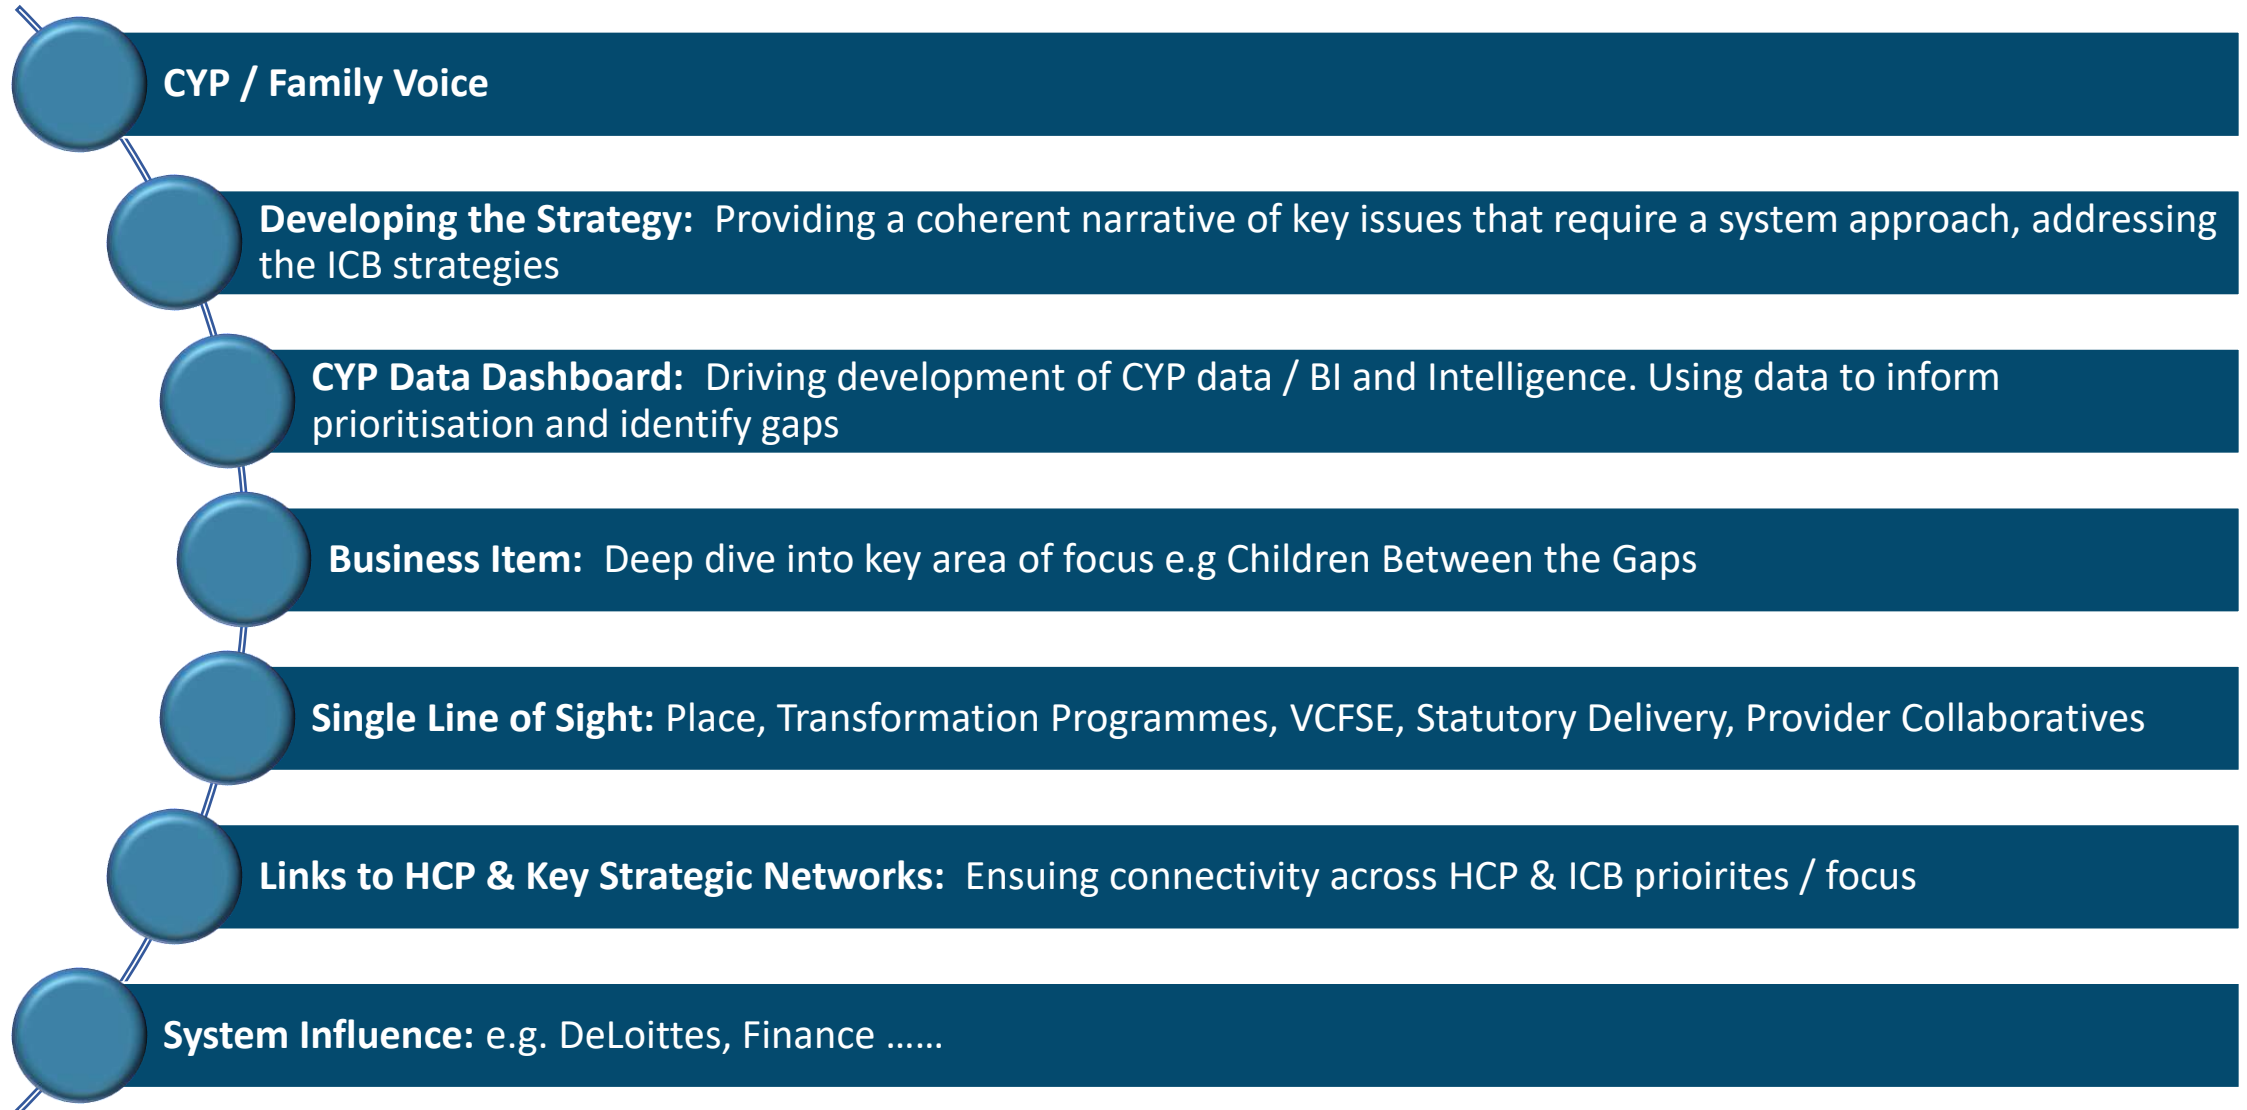 CYP / Family Voice
Developing the Strategy: Providing a coherent narrative of key issues that require a system approach, addressing
the ICB strategies
CYP Data Dashboard: Driving development of CYP data / BI and Intelligence. Using data to inform
prioritisation and identify gaps
Business Item: Deep dive into key area of focus e.g Children Between the Gaps
Single Line of Sight: Place, Transformation Programmes, VCFSE, Statutory Delivery, Provider Collaboratives
Links to HCP & Key Strategic Networks: Ensuing connectivity across HCP & ICB prioirites / focus
System Influence: e.g. DeLoittes, Finance ......